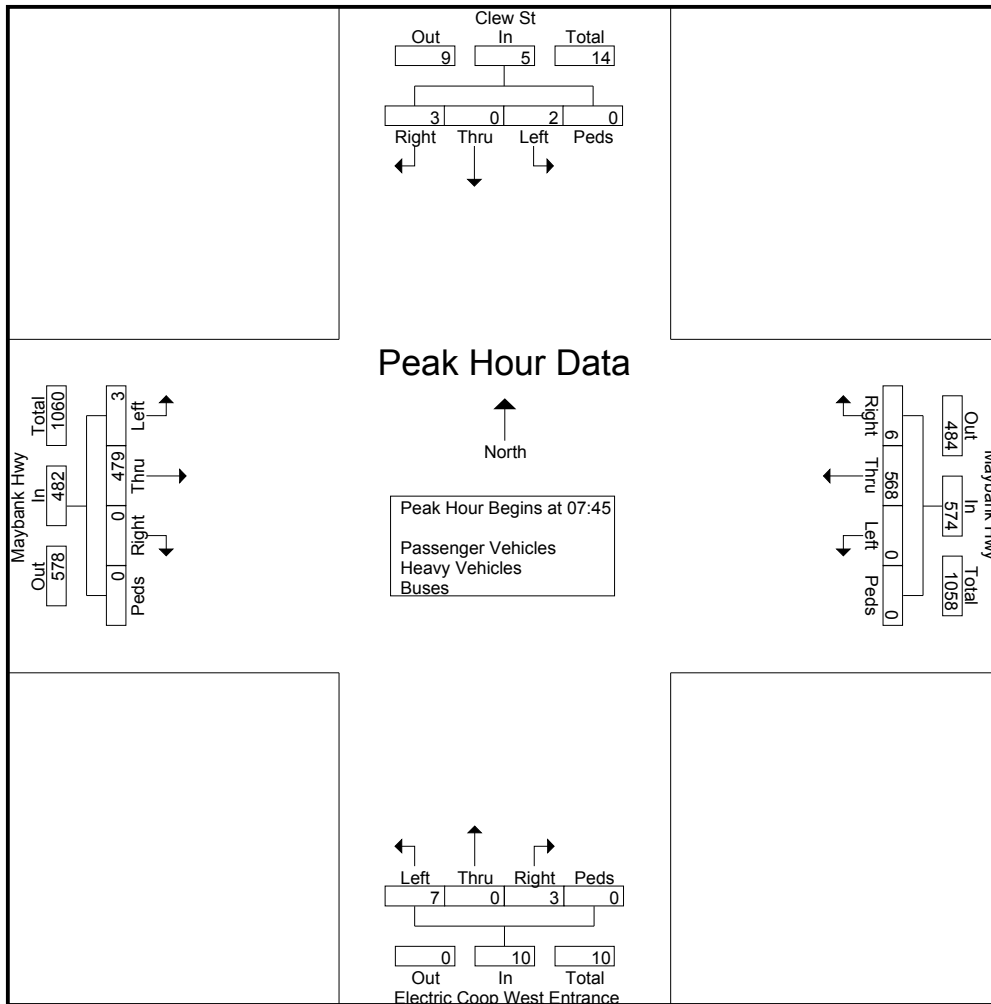 Clew St
Out In Total
9 5 14
3 0 2 0
Right Thru Left Peds
Peak Hour Data
North
Peak Hour Begins at 07:45
Passenger Vehicles
Heavy Vehicles
Buses
Maybank Hwy
Total In Out
1060 482 578
3 479 0 0
Left Thru Right Peds
Maybank Hwy
Out In Total
484 574 1058
6 568 0 0
Right Thru Left Peds
Left Thru Right Peds
7 0 3 0
0 10 10
Out In Total
Electric Coop West Entrance